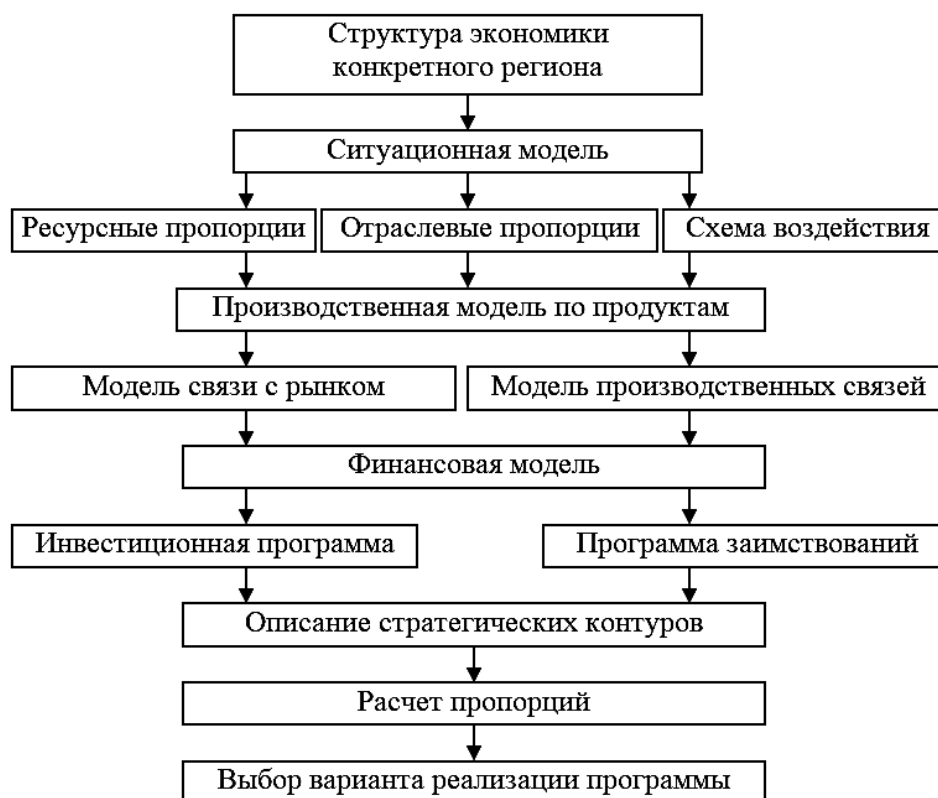 Структура экономики
конкретного региона
Ситуационная модель
Ресурсные пропорции
Отраслевые пропорции
Схема воздействия
Производственная модель по продуктам
Модель связи с рынком
Модель производственных связей
Финансовая модель
Инвестиционная программа
Программа заимствований
Описание стратегических контуров
Расчет пропорций
Выбор варианта реализации программы